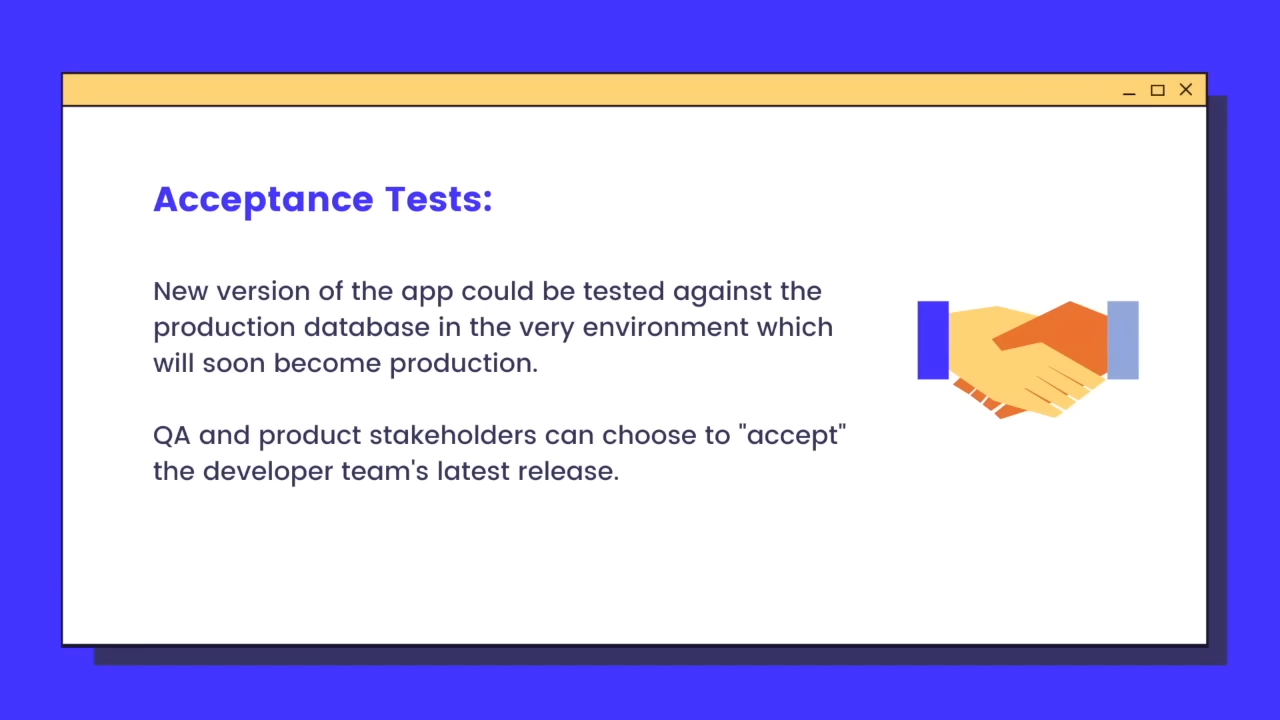 Acceptance Tests:
New version of the app could be tested against the
production database in the very environment which
will soon become production.
QA and product stakeholders can choose to "accept"
the developer team's latest release.